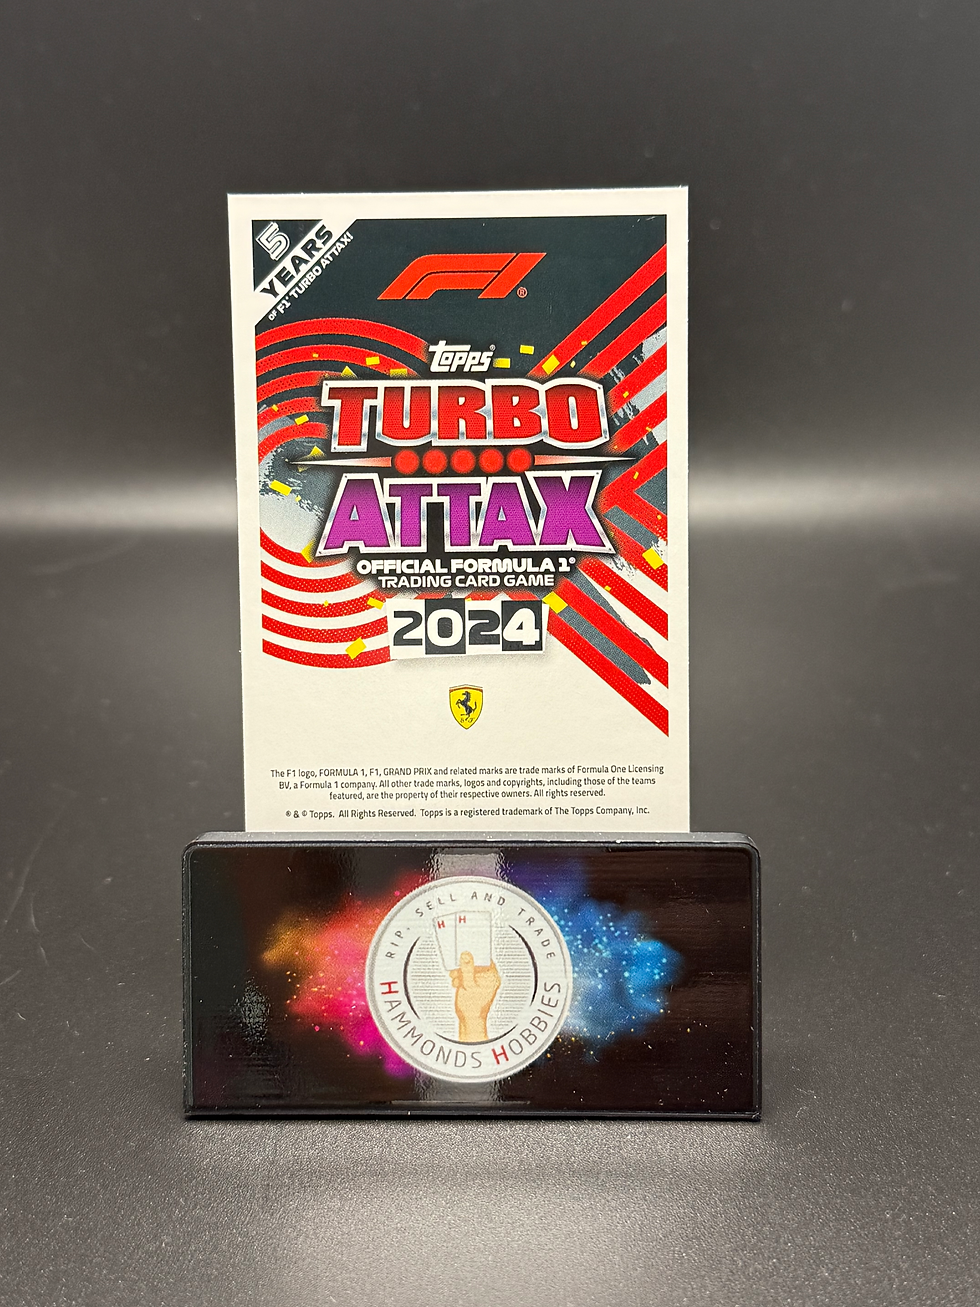 5
YEARS
OF F1® TURBO ATTAX!
F1®
Topps®
TURBO
ATTAX
OFFICIAL FORMULA 1®
TRADING CARD GAME
2024
S F
The F1 logo, FORMULA 1, F1, GRAND PRIX and related marks are trade marks of Formula One Licensing
BV, a Formula 1 company. All other trade marks, logos and copyrights, including those of the teams
featured, are the property of their respective owners. All rights reserved.
® & © Topps. All Rights Reserved. Topps is a registered trademark of The Topps Company, Inc.
RIP, SELL AND TRADE
H H
HAMMONDS HOBBIES